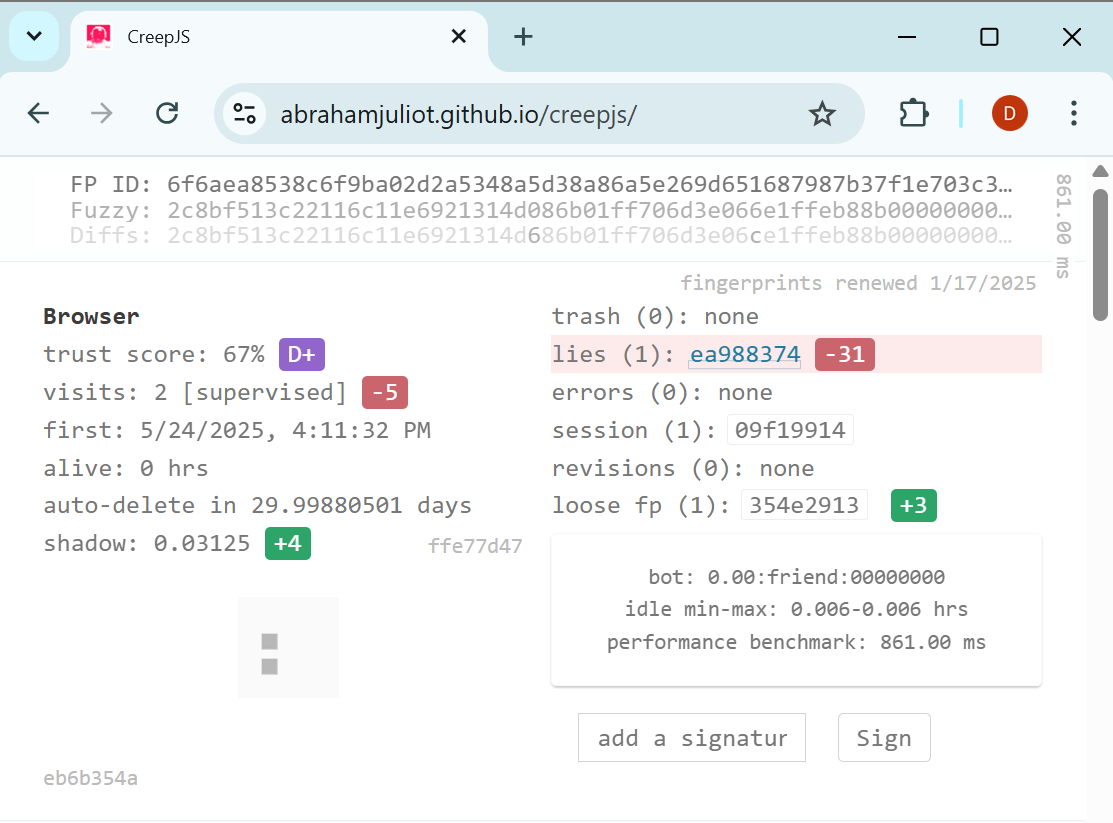 CreepJS
abrahamjuliot.github.io/creepjs/
D
FP ID: 6f6aea8538c6f9ba02d2a5348a5d38a86a5e269d651687987b37f1e703c3…
Fuzzy: 2c8bf513c22116c11e6921314d086b01ff706d3e066e1ffeb88b00000000…
Diffs: 2c8bf513c22116c11e6921314d686b01ff706d3e06ce1ffeb88b00000000…
861.00 ms
fingerprints renewed 1/17/2025
Browser
trust score: 67% D+
visits: 2 [supervised] -5
first: 5/24/2025, 4:11:32 PM
alive: 0 hrs
auto-delete in 29.99880501 days
shadow: 0.03125 +4
ffe77d47
eb6b354a
trash (0): none
lies (1): ea988374 -31
errors (0): none
session (1): 09f19914
revisions (0): none
loose fp (1): 354e2913 +3
bot: 0.00:friend:00000000
idle min-max: 0.006-0.006 hrs
performance benchmark: 861.00 ms
add a signatur
Sign